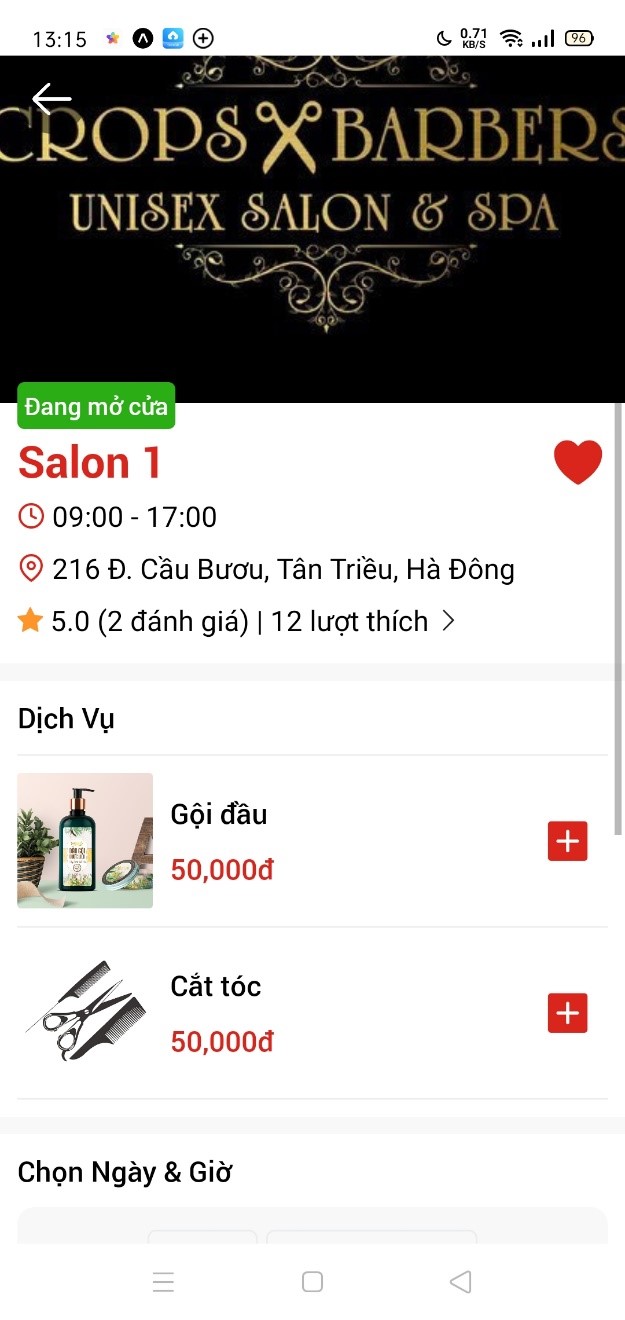 13:15
0.71
KB/S
96
CROPS BARBERS
UNISEX SALON & SPA
Đang mở cửa
Salon 1
09:00 - 17:00
216 Đ. Cầu Bươu, Tân Triều, Hà Đông
5.0 (2 đánh giá) | 12 lượt thích
Dịch Vụ
Gội đầu
50,000đ
Cắt tóc
50,000đ
Chọn Ngày & Giờ